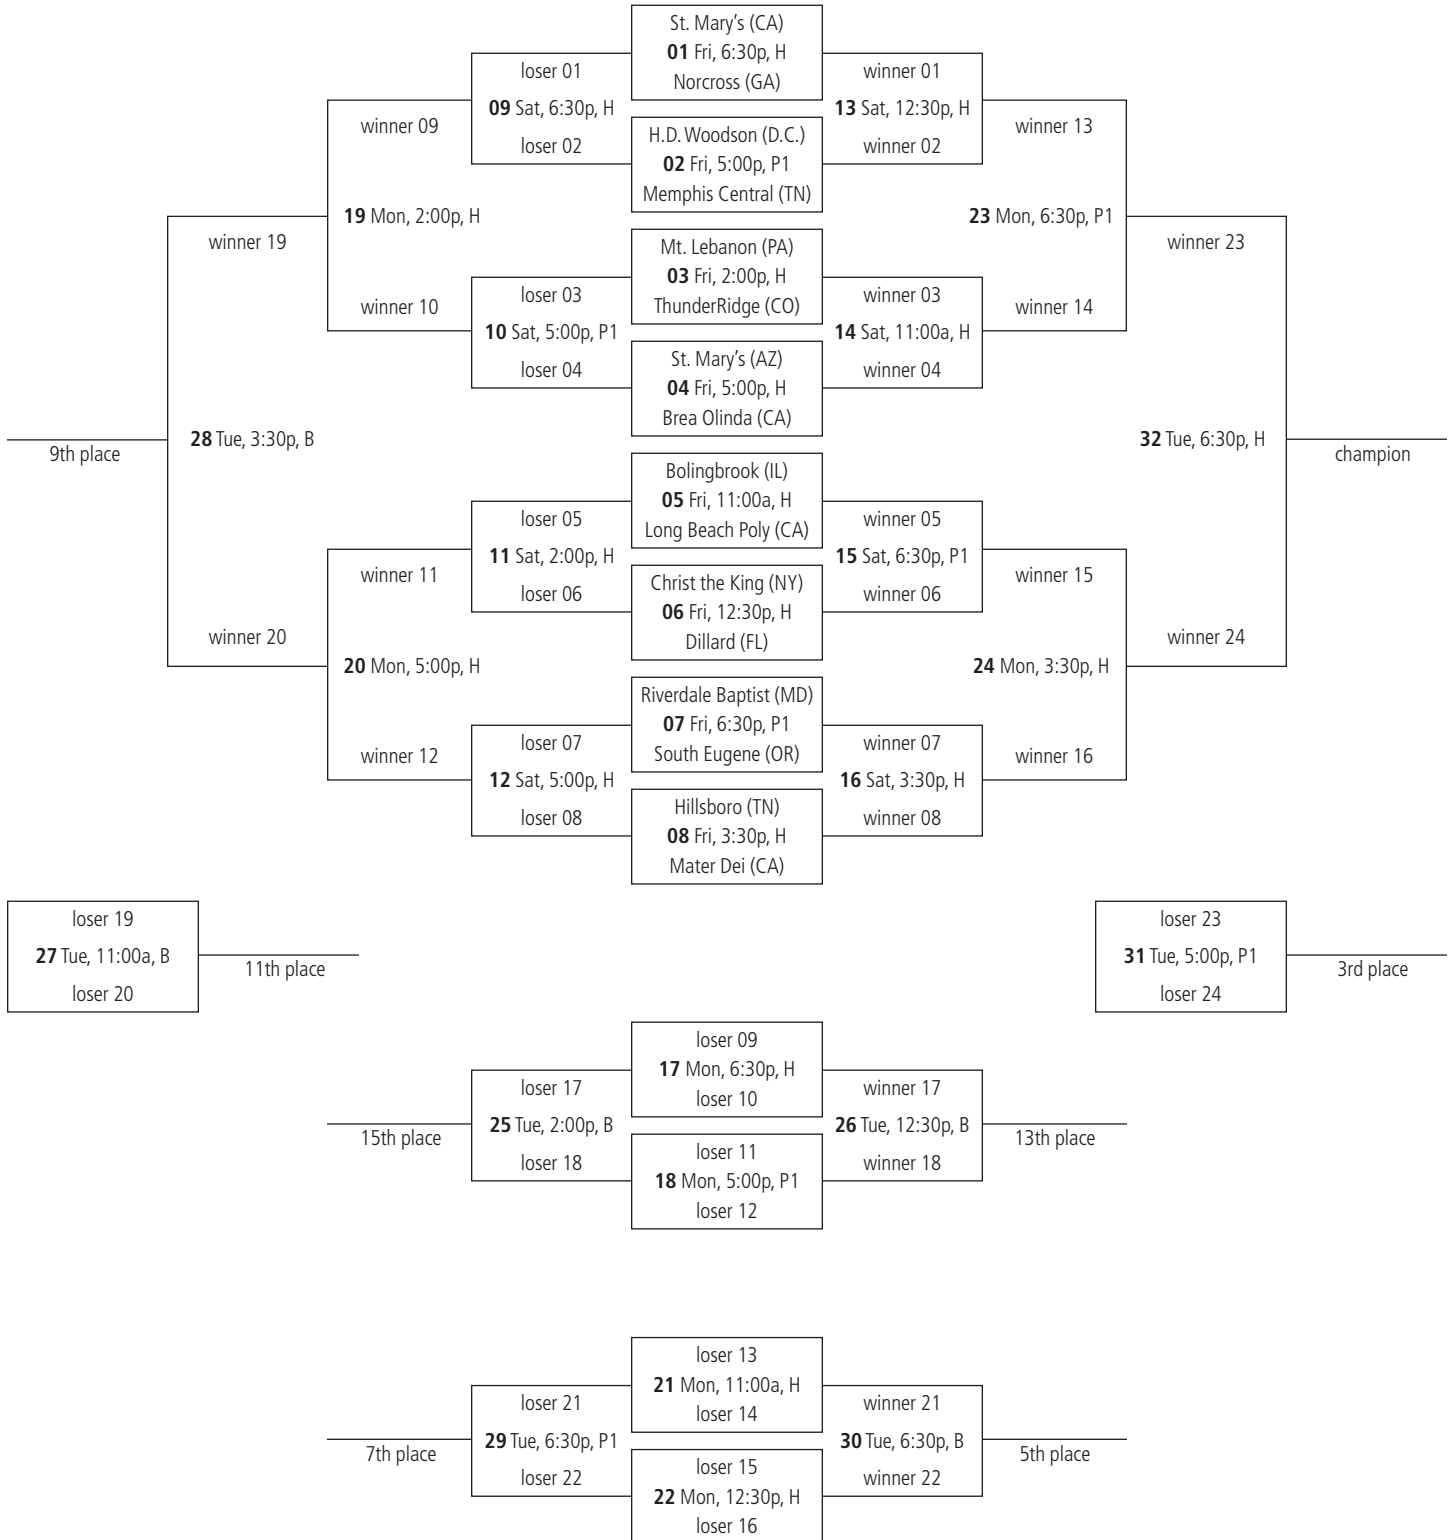 St. Mary's (CA)
01 Fri, 6:30p, H
Norcross (GA)
H.D. Woodson (D.C.)
02 Fri, 5:00p, P1
Memphis Central (TN)
Mt. Lebanon (PA)
03 Fri, 2:00p, H
ThunderRidge (CO)
St. Mary's (AZ)
04 Fri, 5:00p, H
Brea Olinda (CA)
Bolingbrook (IL)
05 Fri, 11:00a, H
Long Beach Poly (CA)
Christ the King (NY)
06 Fri, 12:30p, H
Dillard (FL)
Riverdale Baptist (MD)
07 Fri, 6:30p, P1
South Eugene (OR)
Hillsboro (TN)
08 Fri, 3:30p, H
Mater Dei (CA)
loser 01
09 Sat, 6:30p, H
loser 02
loser 03
10 Sat, 5:00p, P1
loser 04
loser 05
11 Sat, 2:00p, H
loser 06
loser 07
12 Sat, 5:00p, H
loser 08
winner 09
19 Mon, 2:00p, H
winner 10
winner 11
20 Mon, 5:00p, H
winner 12
winner 19
28 Tue, 3:30p, B
winner 20
9th place
winner 01
13 Sat, 12:30p, H
winner 02
winner 03
14 Sat, 11:00a, H
winner 04
winner 05
15 Sat, 6:30p, P1
winner 06
winner 07
16 Sat, 3:30p, H
winner 08
winner 13
23 Mon, 6:30p, P1
winner 14
winner 15
24 Mon, 3:30p, H
winner 16
winner 23
32 Tue, 6:30p, H
winner 24
champion
loser 19
27 Tue, 11:00a, B
loser 20
11th place
loser 23
31 Tue, 5:00p, P1
loser 24
3rd place
loser 09
17 Mon, 6:30p, H
loser 10
loser 11
18 Mon, 5:00p, P1
loser 12
loser 17
25 Tue, 2:00p, B
loser 18
15th place
winner 17
26 Tue, 12:30p, B
winner 18
13th place
loser 13
21 Mon, 11:00a, H
loser 14
loser 15
22 Mon, 12:30p, H
loser 16
loser 21
29 Tue, 6:30p, P1
loser 22
7th place
winner 21
30 Tue, 6:30p, B
winner 22
5th place